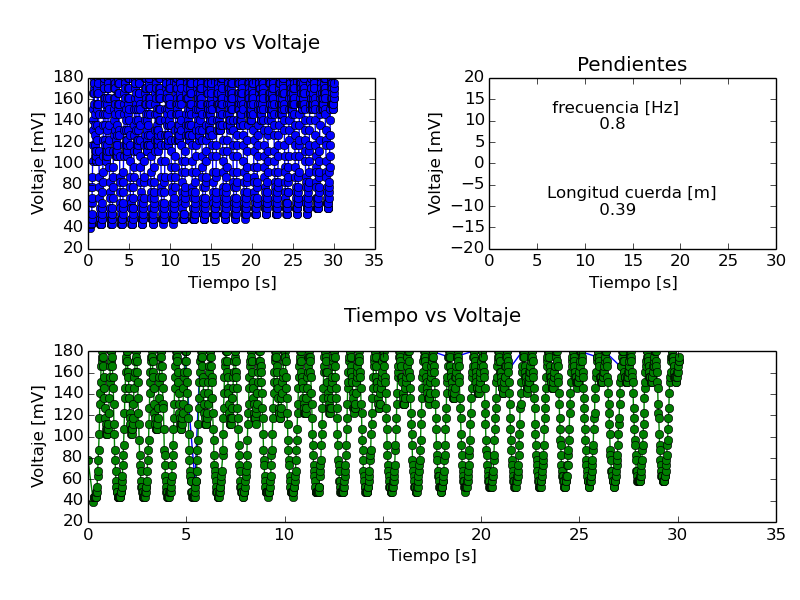 Tiempo vs Voltaje
180
160
140
120
100
80
60
40
20
Voltaje [mV]
0 5 10 15 20 25 30 35
Tiempo [s]
Pendientes
20
15
10
5
0
−5
−10
−15
−20
Voltaje [mV]
frecuencia [Hz]
0.8
Longitud cuerda [m]
0.39
0 5 10 15 20 25 30
Tiempo [s]
Tiempo vs Voltaje
180
160
140
120
100
80
60
40
20
Voltaje [mV]
0 5 10 15 20 25 30 35
Tiempo [s]